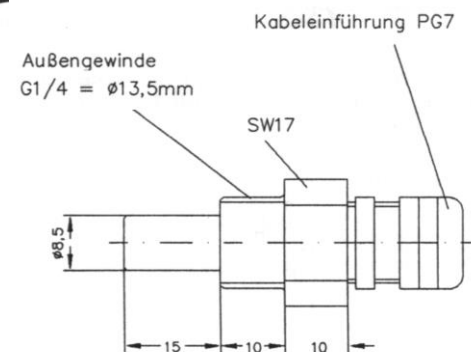 Kabeleinführung PG7
Außengewinde
G1/4 = ø13,5mm
SW17
ø8,5
15
10
10